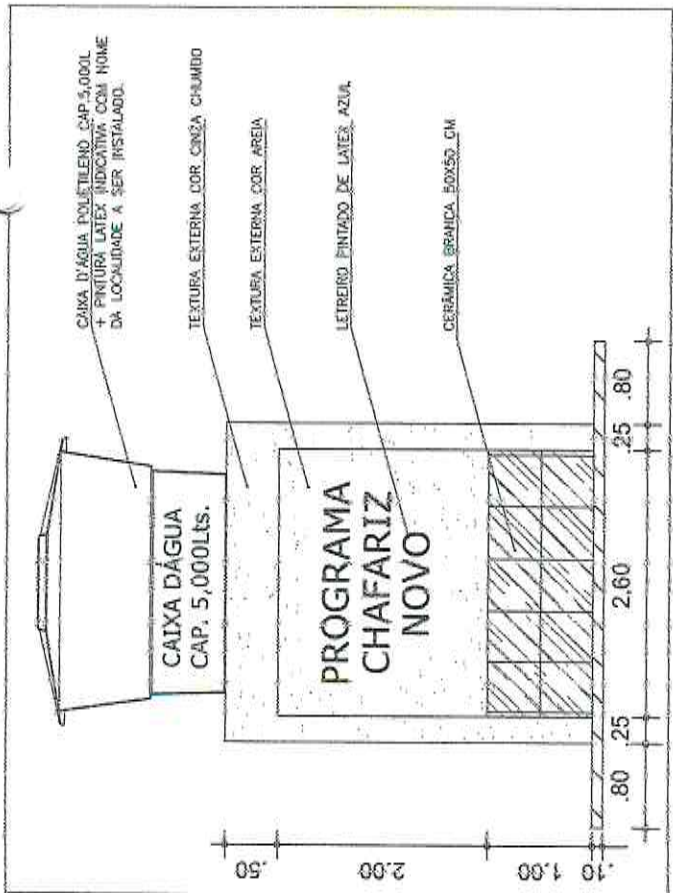 CAIXA D'ÁGUA POLIETILENO CAP.5,000L
+ PINTURA LATEX INDICATIVA COM NOME
DA LOCALIDADE A SER INSTALADO.
TEXTURA EXTERNA COR CINZA CHUMBO
TEXTURA EXTERNA COR AREIA
LETREIRO PINTADO DE LATEX AZUL
CERÂMICA BRANCA 50X50 CM
CAIXA DÁGUA
CAP. 5,000Lts.
PROGRAMA
CHAFARIZ
NOVO
.50
2.00
1.00
.10
.80
.25
2,60
.25
.80